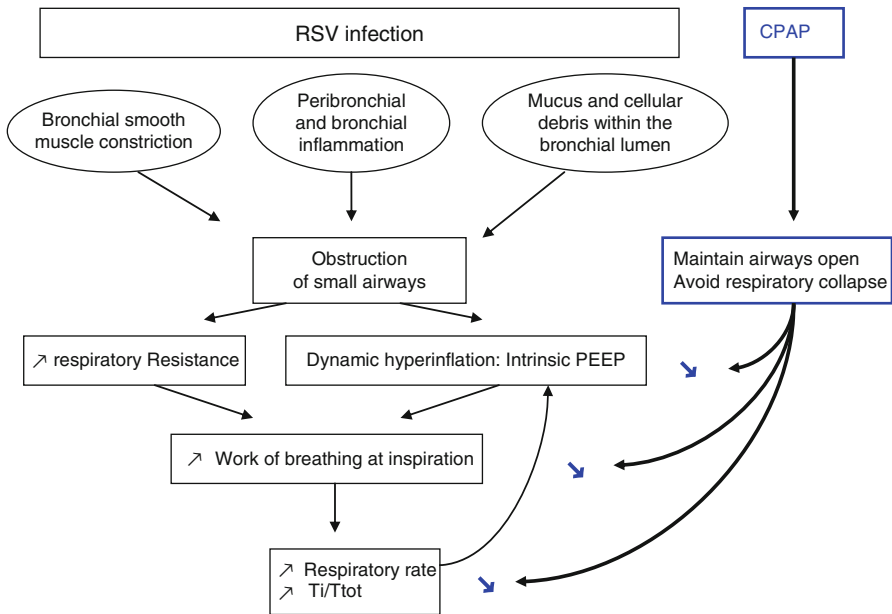 RSV infection
CPAP
Bronchial smooth
muscle constriction
Peribronchial
and bronchial
inflammation
Mucus and cellular
debris within the
bronchial lumen
Obstruction
of small airways
Maintain airways open
Avoid respiratory collapse
↗ respiratory Resistance
Dynamic hyperinflation: Intrinsic PEEP
↗ Work of breathing at inspiration
↗ Respiratory rate
↗ Ti/Ttot